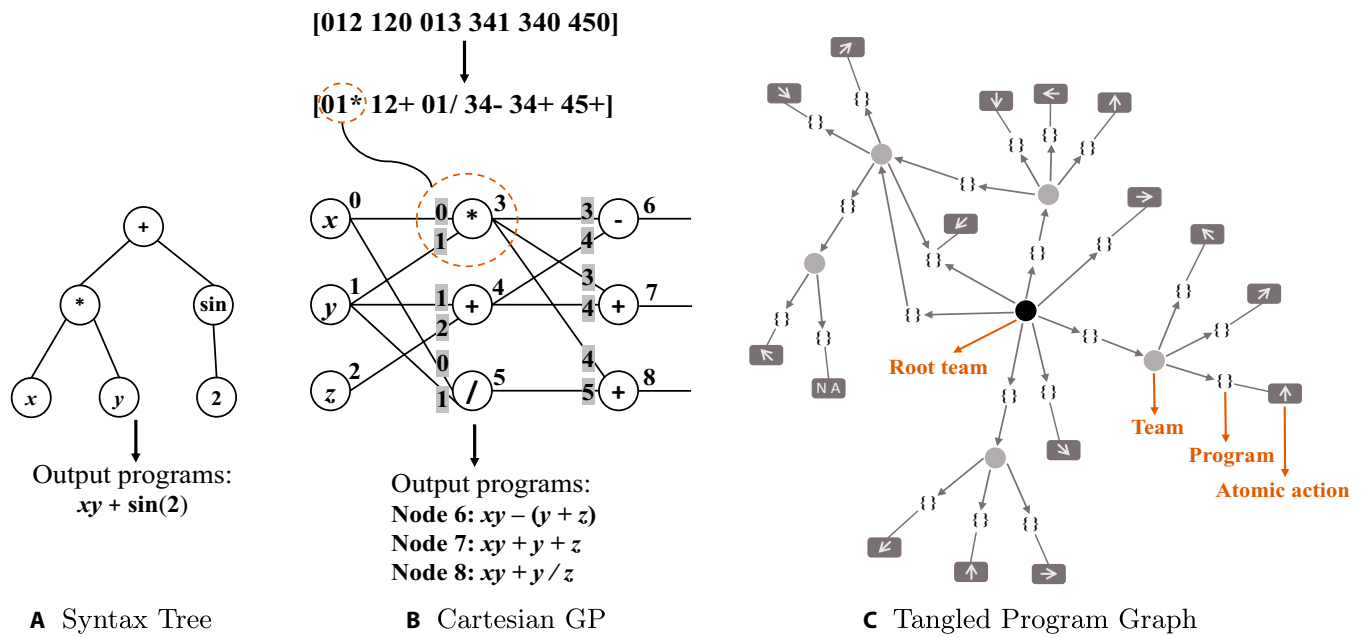 +
*
sin
x
y
2
Output programs:
xy + sin(2)
A Syntax Tree
[012 120 013 341 340 450]
[01* 12+ 01/ 34- 34+ 45+]
x 0 0 1 * 3 3 4 - 6
y 1 1 2 + 4 3 4 + 7
z 2 0 1 / 5 4 5 + 8
Output programs:
Node 6: xy – (y + z)
Node 7: xy + y + z
Node 8: xy + y / z
B Cartesian GP
↗
↘ {}
{} ↓ ← ↑
{} {} {}
{}
{} ↙ →
{} {} {} ↖
{} {} {} {} ↗
↖ {} {} {}
N A
Root team
{} ↑
{} {}
Team
Program
↘
Atomic action
{} {} {}
↙ ↑ →
C Tangled Program Graph